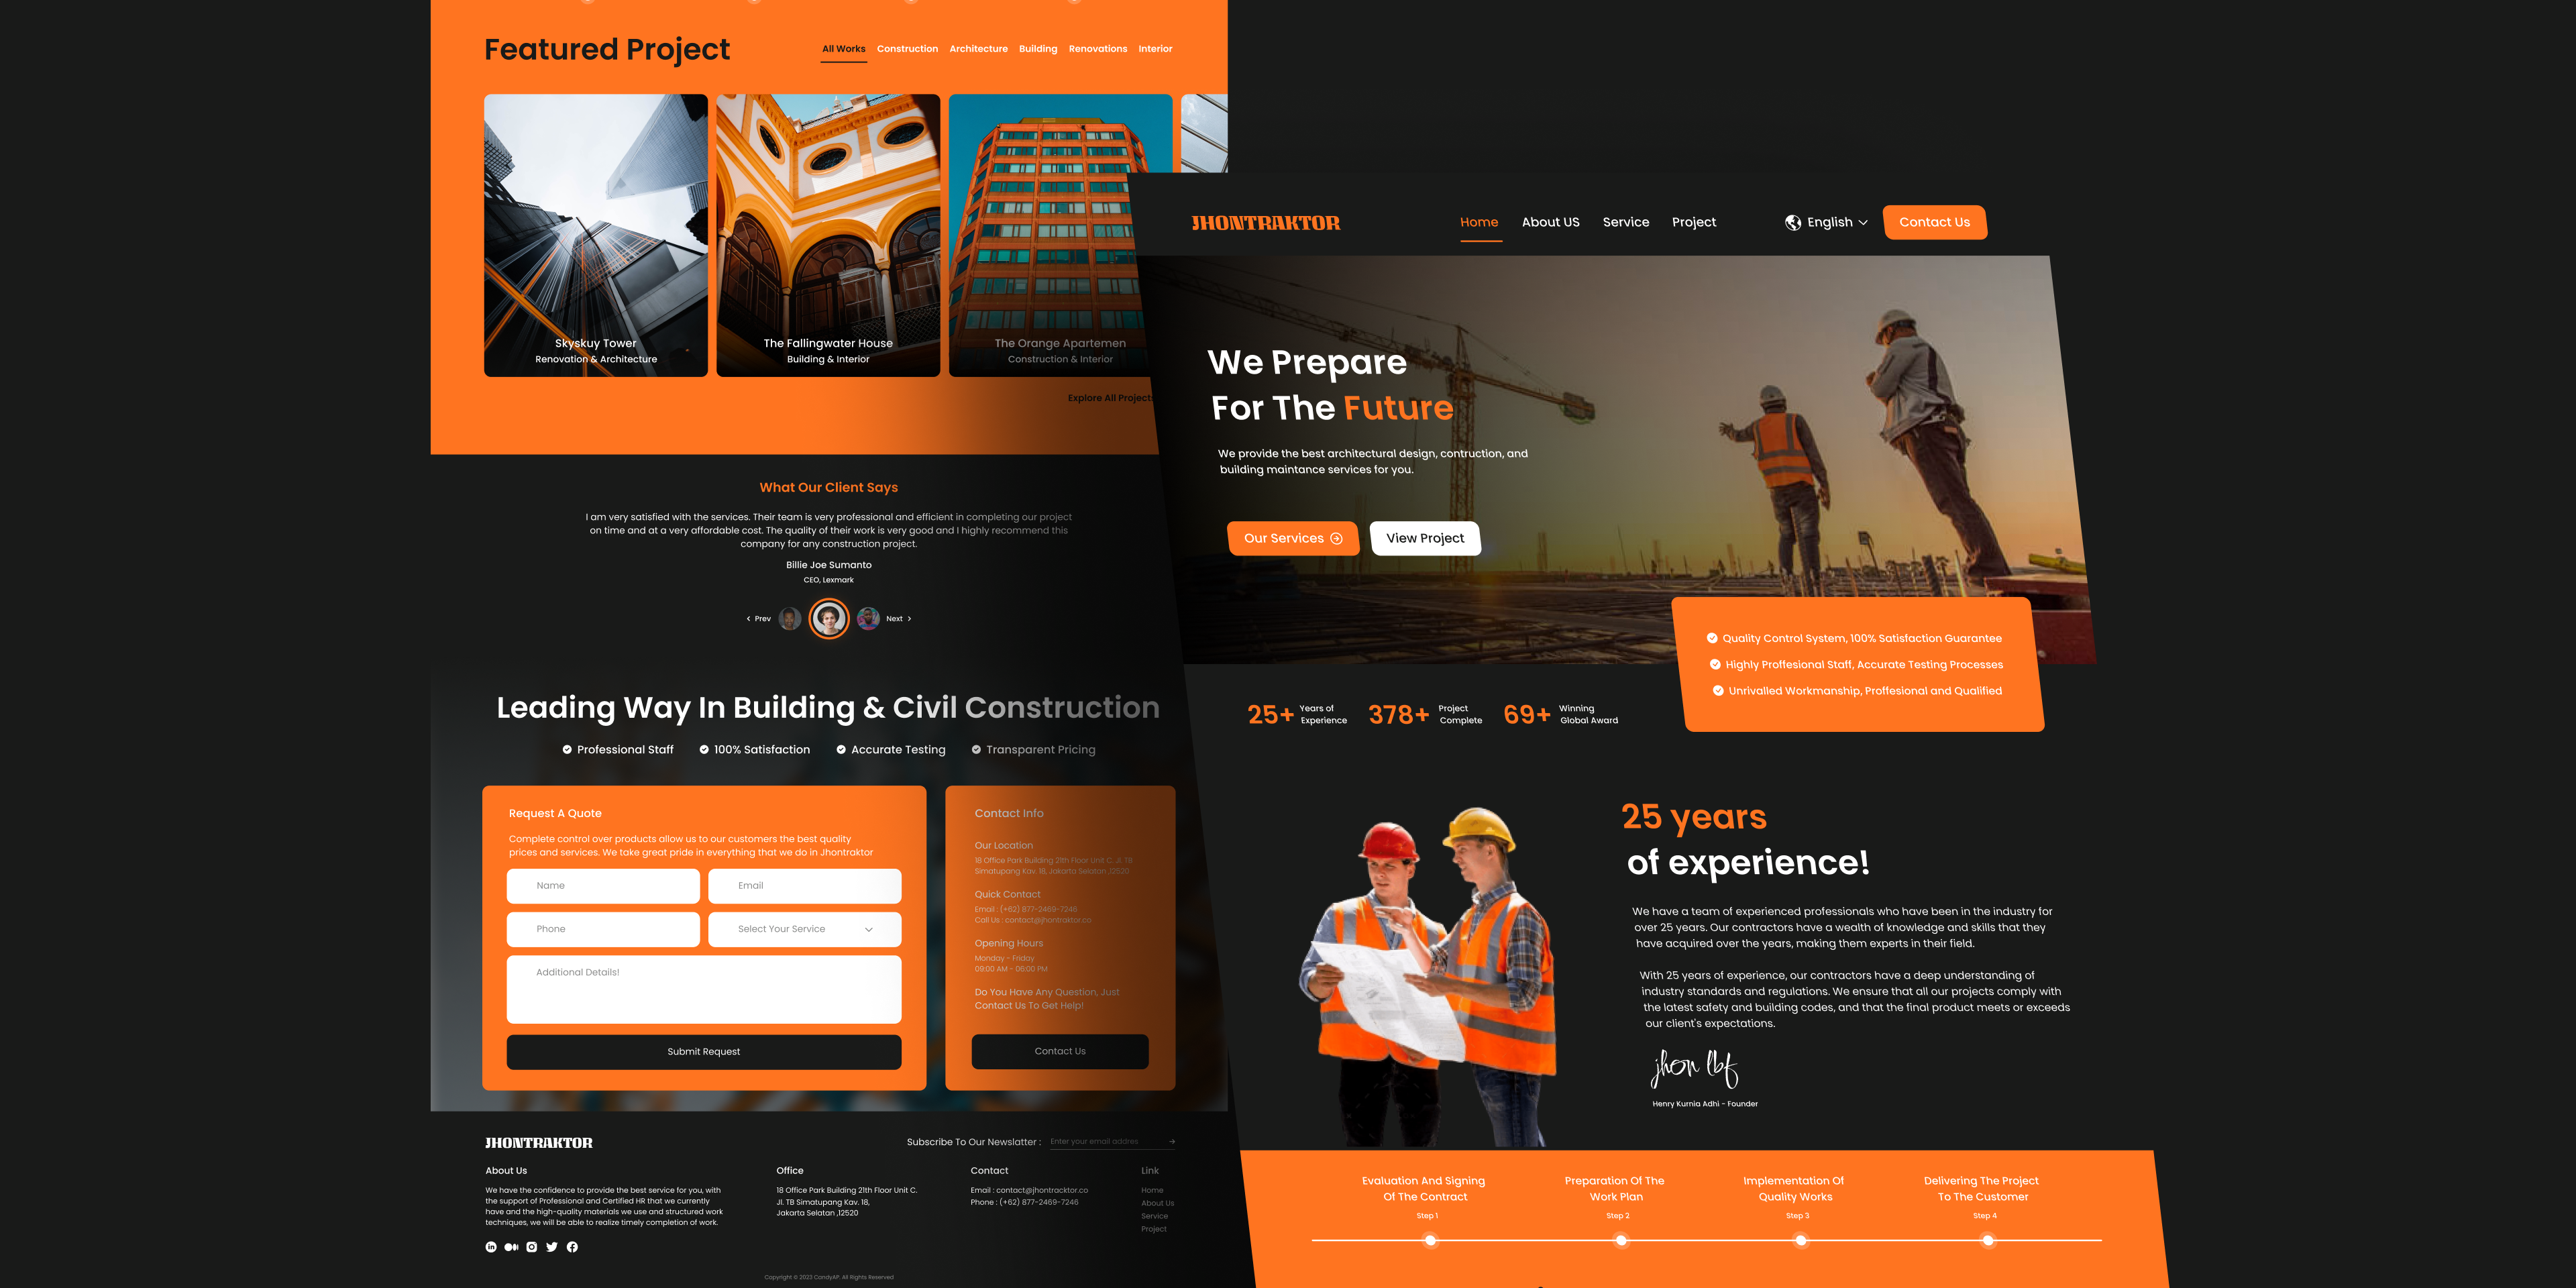 Featured Project
All Works Construction Architecture Building Renovations Interior
Skyskuy Tower
Renovation & Architecture
The Fallingwater House
Building & Interior
The Orange Apartemen
Construction & Interior
Explore All Projects
What Our Client Says
I am very satisfied with the services. Their team is very professional and efficient in completing our project
on time and at a very affordable cost. The quality of their work is very good and I highly recommend this
company for any construction project.
Billie Joe Sumanto
CEO, Lexmark
Prev
Next
Leading Way In Building & Civil Construction
Professional Staff 100% Satisfaction Accurate Testing Transparent Pricing
Request A Quote
Complete control over products allow us to our customers the best quality
prices and services. We take great pride in everything that we do in Jhontraktor
Name
Email
Phone
Select Your Service
Additional Details!
Submit Request
Contact Info
Our Location
18 Office Park Building 21th Floor Unit C. Jl. TB
Simatupang Kav. 18, Jakarta Selatan ,12520
Quick Contact
Email : (+62) 877-2469-7246
Call Us : contact@jhontraktor.co
Opening Hours
Monday - Friday
09:00 AM - 06:00 PM
Do You Have Any Question, Just
Contact Us To Get Help!
Contact Us
JHONTRAKTOR
Subscribe To Our Newslatter :
Enter your email addres
About Us
We have the confidence to provide the best service for you, with
the support of Professional and Certified HR that we currently
have and the high-quality materials we use and structured work
techniques, we will be able to realize timely completion of work.
Office
18 Office Park Building 21th Floor Unit C.
Jl. TB Simatupang Kav. 18,
Jakarta Selatan ,12520
Contact
Email : contact@jhontracktor.co
Phone : (+62) 877-2469-7246
Link
Home
About Us
Service
Project
Copyright © 2023 CandyAP. All Rights Reserved
JHONTRAKTOR
Home About US Service Project
English
Contact Us
We Prepare
For The Future
We provide the best architectural design, contruction, and
building maintance services for you.
Our Services
View Project
Quality Control System, 100% Satisfaction Guarantee
Highly Proffesional Staff, Accurate Testing Processes
Unrivalled Workmanship, Proffesional and Qualified
25+ Years of
Experience
378+ Project
Complete
69+ Winning
Global Award
25 years
of experience!
We have a team of experienced professionals who have been in the industry for
over 25 years. Our contractors have a wealth of knowledge and skills that they
have acquired over the years, making them experts in their field.
With 25 years of experience, our contractors have a deep understanding of
industry standards and regulations. We ensure that all our projects comply with
the latest safety and building codes, and that the final product meets or exceeds
our client's expectations.
jhon lbf
Henry Kurnia Adhi - Founder
Evaluation And Signing
Of The Contract
Step 1
Preparation Of The
Work Plan
Step 2
Implementation Of
Quality Works
Step 3
Delivering The Project
To The Customer
Step 4